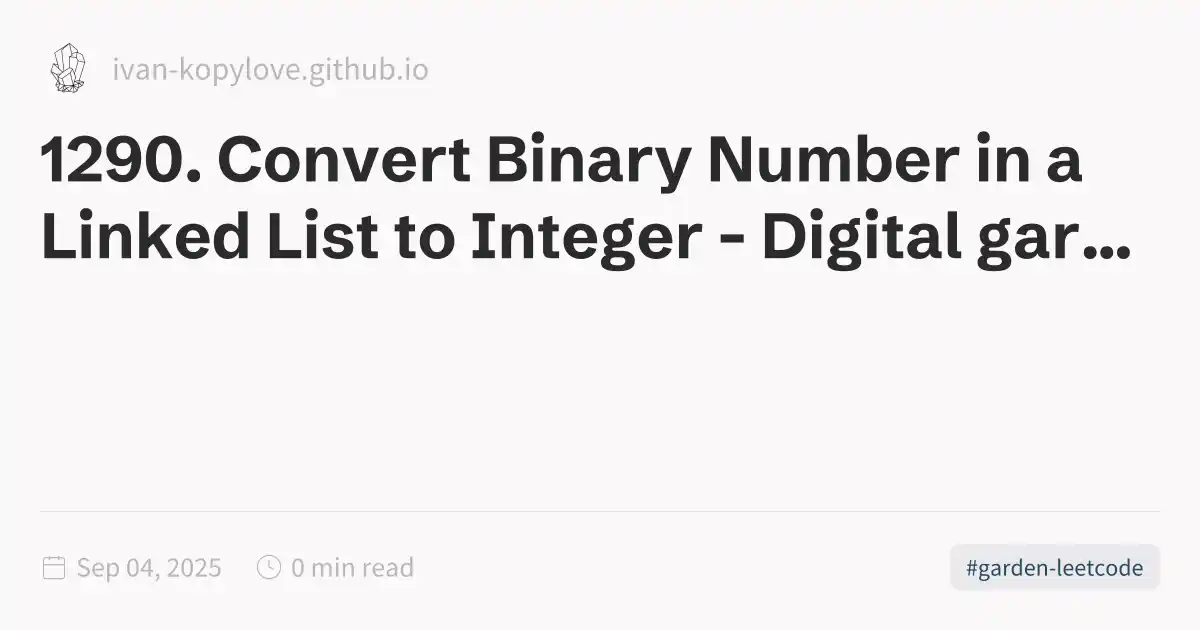 ivan-kopylove.github.io
1290. Convert Binary Number in a
Linked List to Integer - Digital gar...
Sep 04, 2025
0 min read
#garden-leetcode